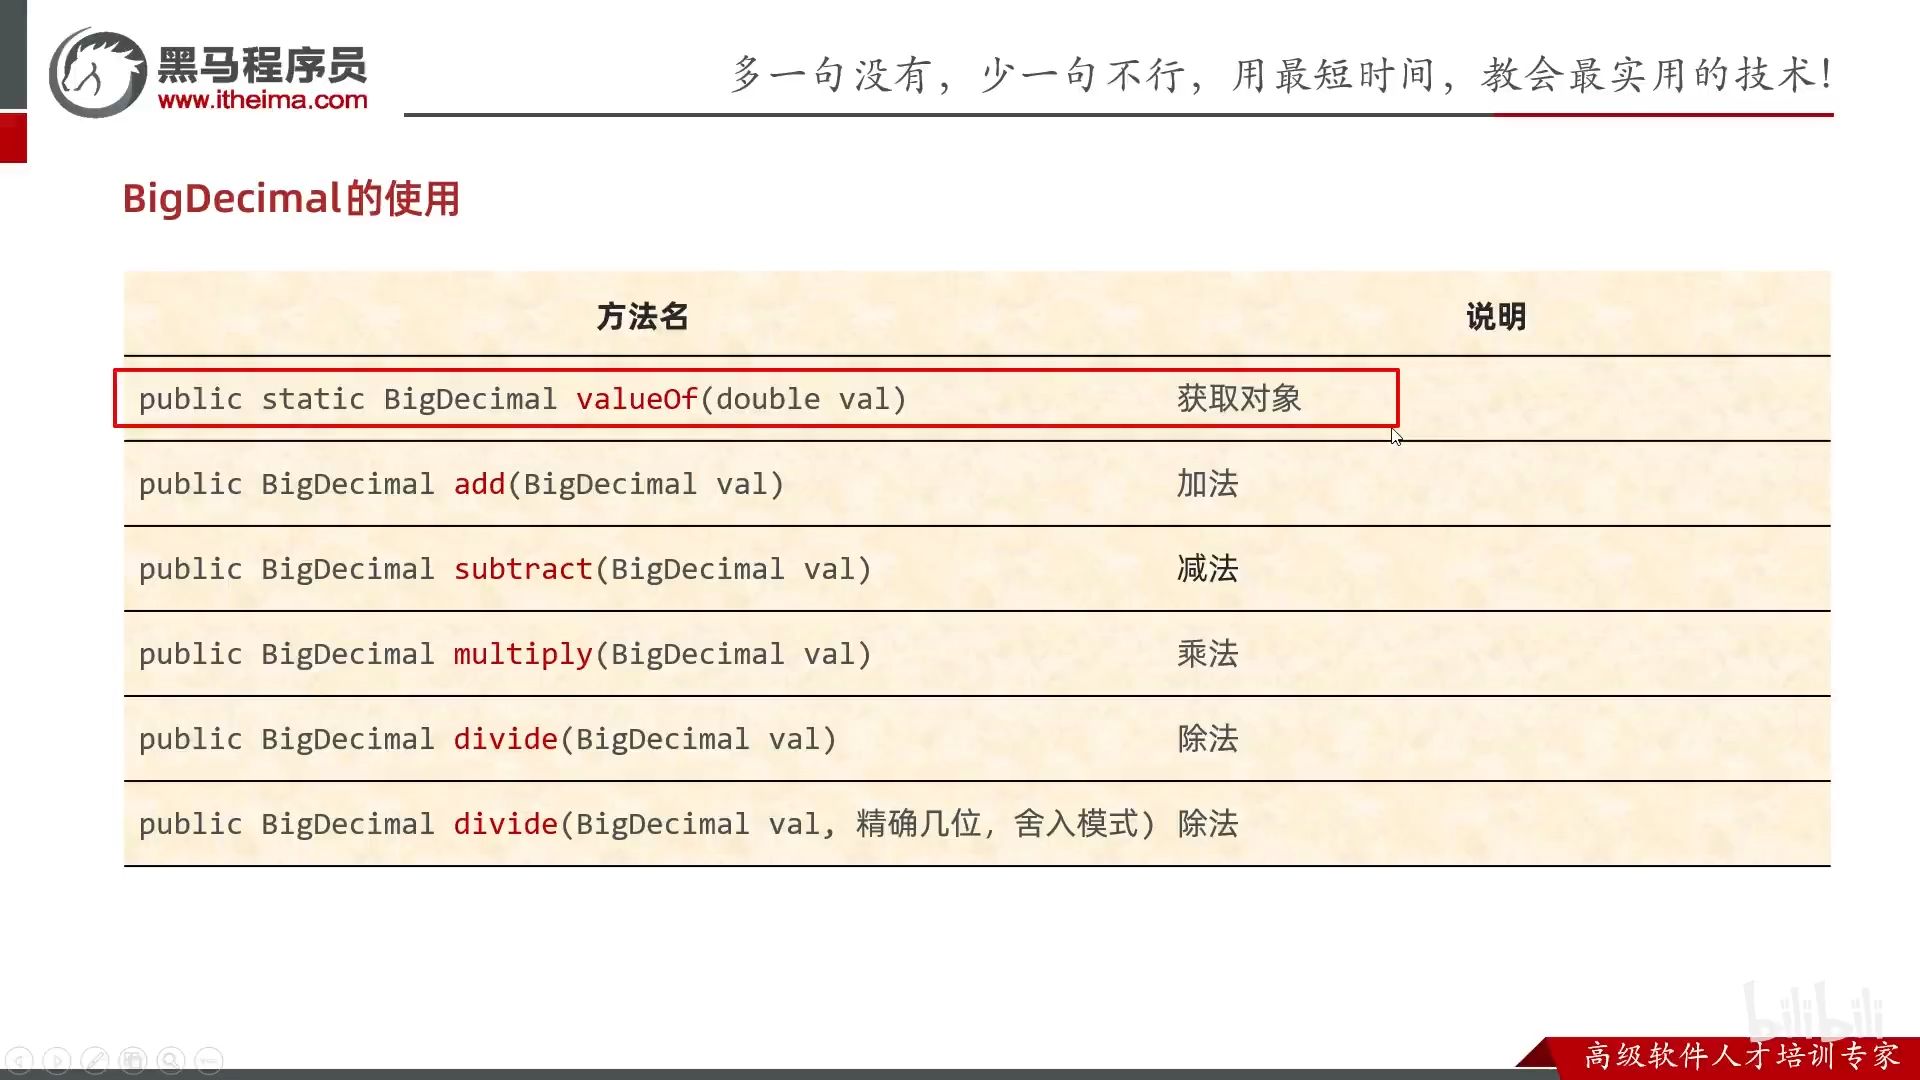 黑马程序员
www.itheima.com
多一句没有，少一句不行，用最短时间，教会最实用的技术！
BigDecimal的使用
方法名 说明
public static BigDecimal valueOf(double val) 获取对象
public BigDecimal add(BigDecimal val) 加法
public BigDecimal subtract(BigDecimal val) 减法
public BigDecimal multiply(BigDecimal val) 乘法
public BigDecimal divide(BigDecimal val) 除法
public BigDecimal divide(BigDecimal val, 精确几位，舍入模式) 除法
bilibili
高级软件人才培训专家